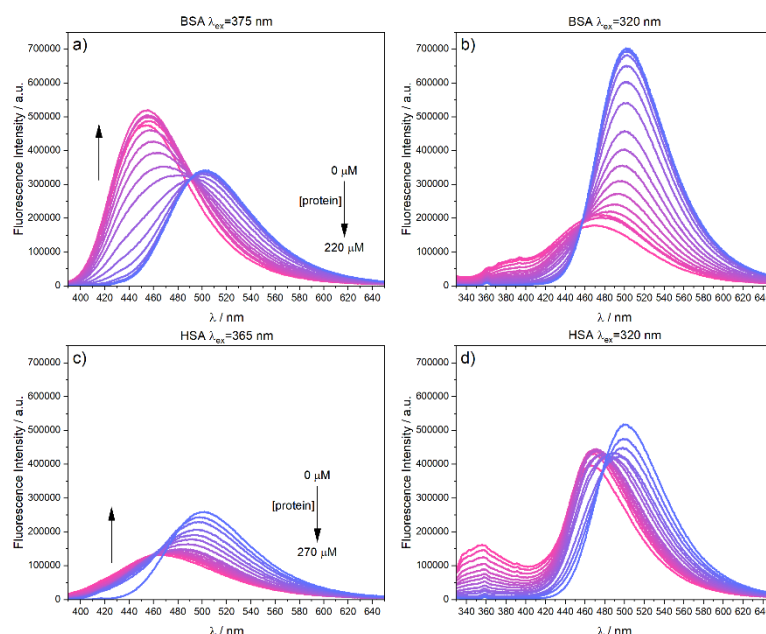 BSA λex=375 nm
a)
Fluorescence Intensity / a.u.
700000
600000
500000
400000
300000
200000
100000
0
0 μM
[protein]
220 μM
400 420 440 460 480 500 520 540 560 580 600 620 640
λ / nm
BSA λex=320 nm
b)
Fluorescence Intensity / a.u.
700000
600000
500000
400000
300000
200000
100000
0
340 360 380 400 420 440 460 480 500 520 540 560 580 600 620 640
λ / nm
HSA λex=365 nm
c)
Fluorescence Intensity / a.u.
700000
600000
500000
400000
300000
200000
100000
0
0 μM
[protein]
270 μM
400 420 440 460 480 500 520 540 560 580 600 620 640
λ / nm
HSA λex=320 nm
d)
Fluorescence Intensity / a.u.
700000
600000
500000
400000
300000
200000
100000
0
340 360 380 400 420 440 460 480 500 520 540 560 580 600 620 640
λ / nm